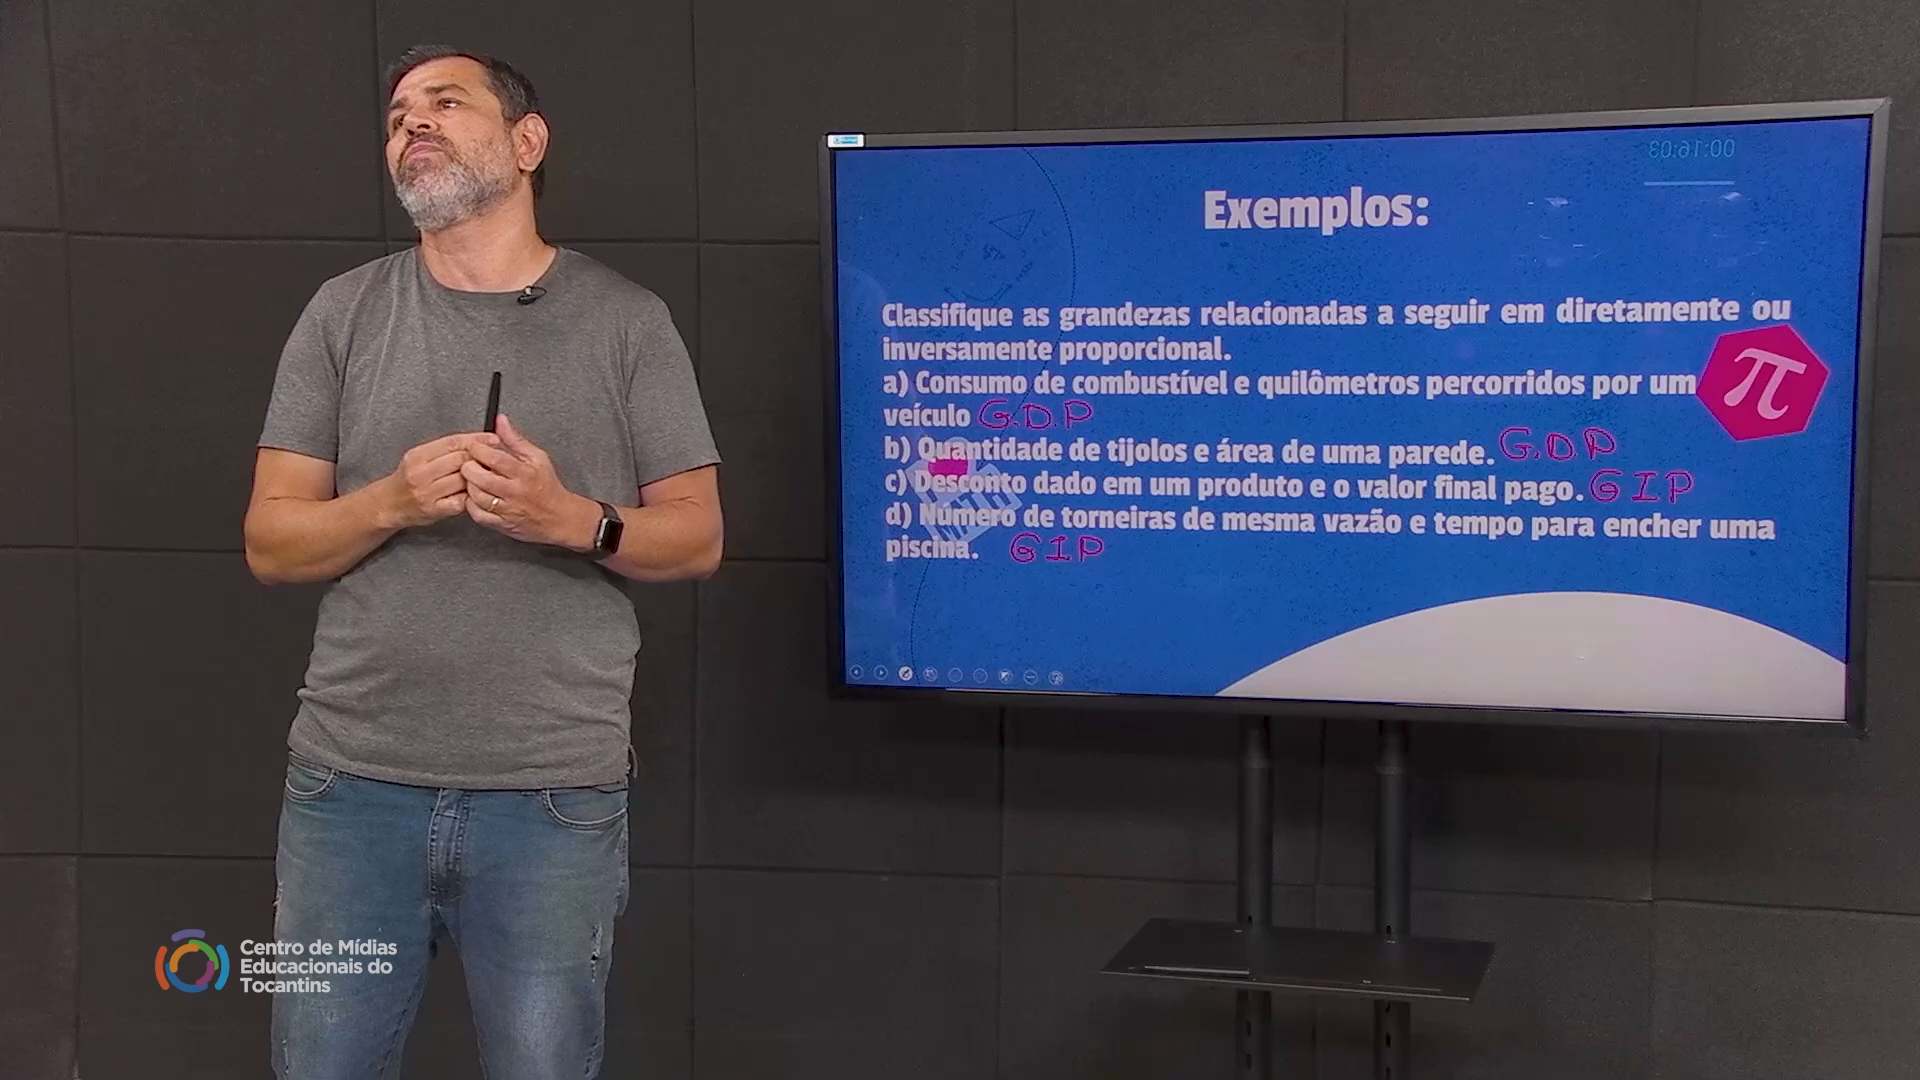 00:16:03
Exemplos:
Classifique as grandezas relacionadas a seguir em diretamente ou
inversamente proporcional.
a) Consumo de combustível e quilômetros percorridos por um
veículo G.D.P
b) Quantidade de tijolos e área de uma parede. G.D.P
c) Desconto dado em um produto e o valor final pago. G I P
d) Número de torneiras de mesma vazão e tempo para encher uma
piscina. G I P
π
Centro de Mídias
Educacionais do
Tocantins